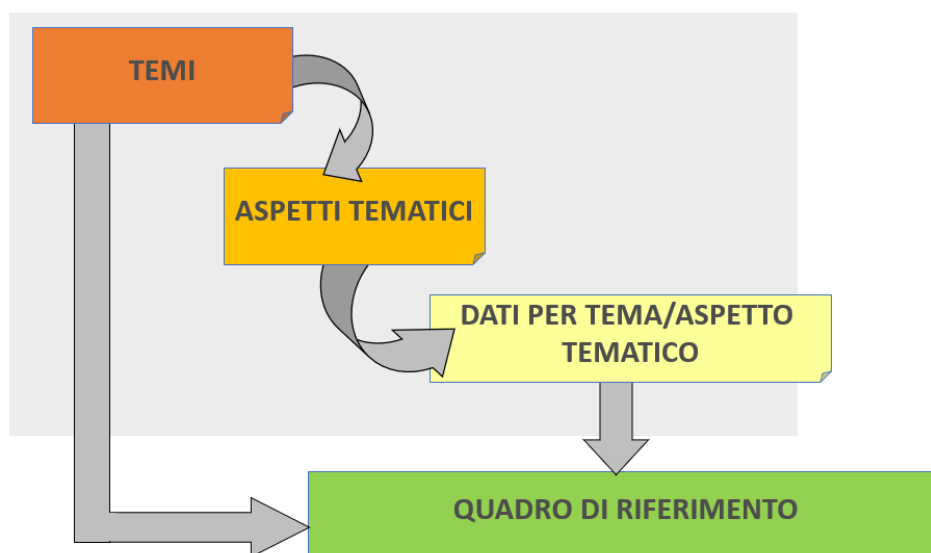 TEMI
ASPETTI TEMATICI
DATI PER TEMA/ASPETTO
TEMATICO
QUADRO DI RIFERIMENTO